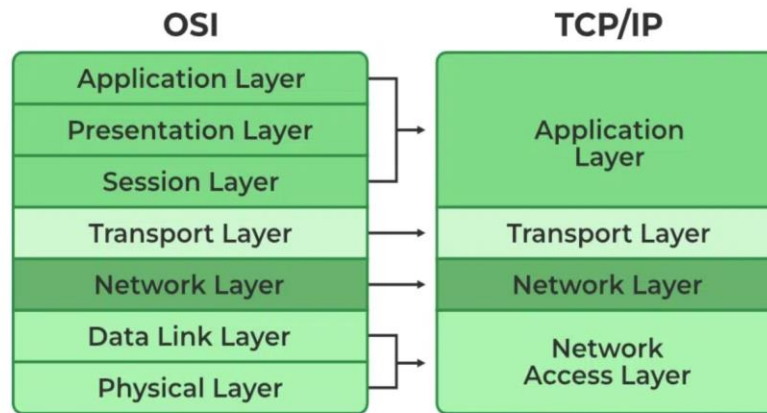 OSI
Application Layer
Presentation Layer
Session Layer
Transport Layer
Network Layer
Data Link Layer
Physical Layer
TCP/IP
Application
Layer
Transport Layer
Network Layer
Network
Access Layer